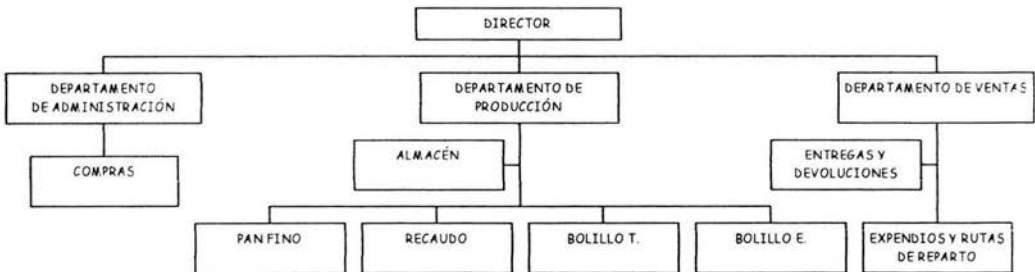 DIRECTOR
DEPARTAMENTO
DE ADMINISTRACIÓN
DEPARTAMENTO DE
PRODUCCIÓN
DEPARTAMENTO DE VENTAS
COMPRAS
ALMACÉN
ENTREGAS Y
DEVOLUCIONES
PAN FINO
RECAUDO
BOLILLO T.
BOLILLO E.
EXPENDIOS Y RUTAS
DE REPARTO